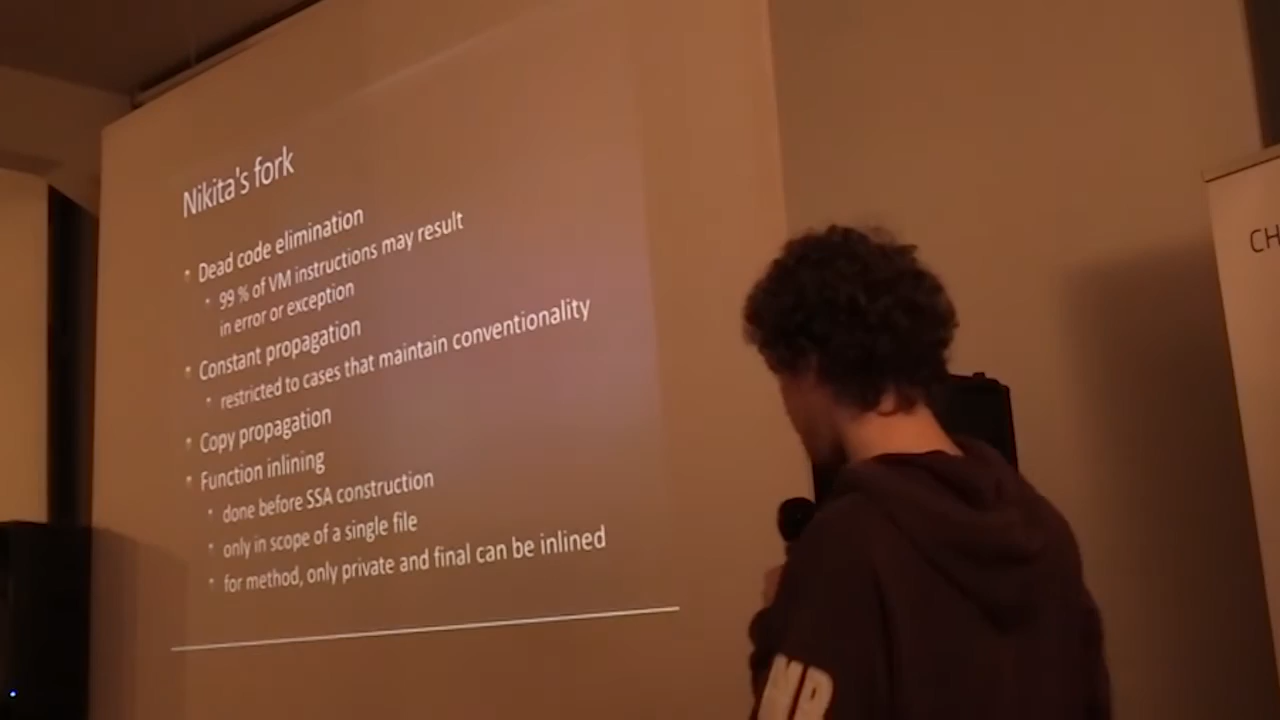 Nikita's fork
Dead code elimination
99 % of VM instructions may result
in error or exception
Constant propagation
restricted to cases that maintain conventionality
Copy propagation
Function inlining
done before SSA construction
only in scope of a single file
for method, only private and final can be inlined
CH